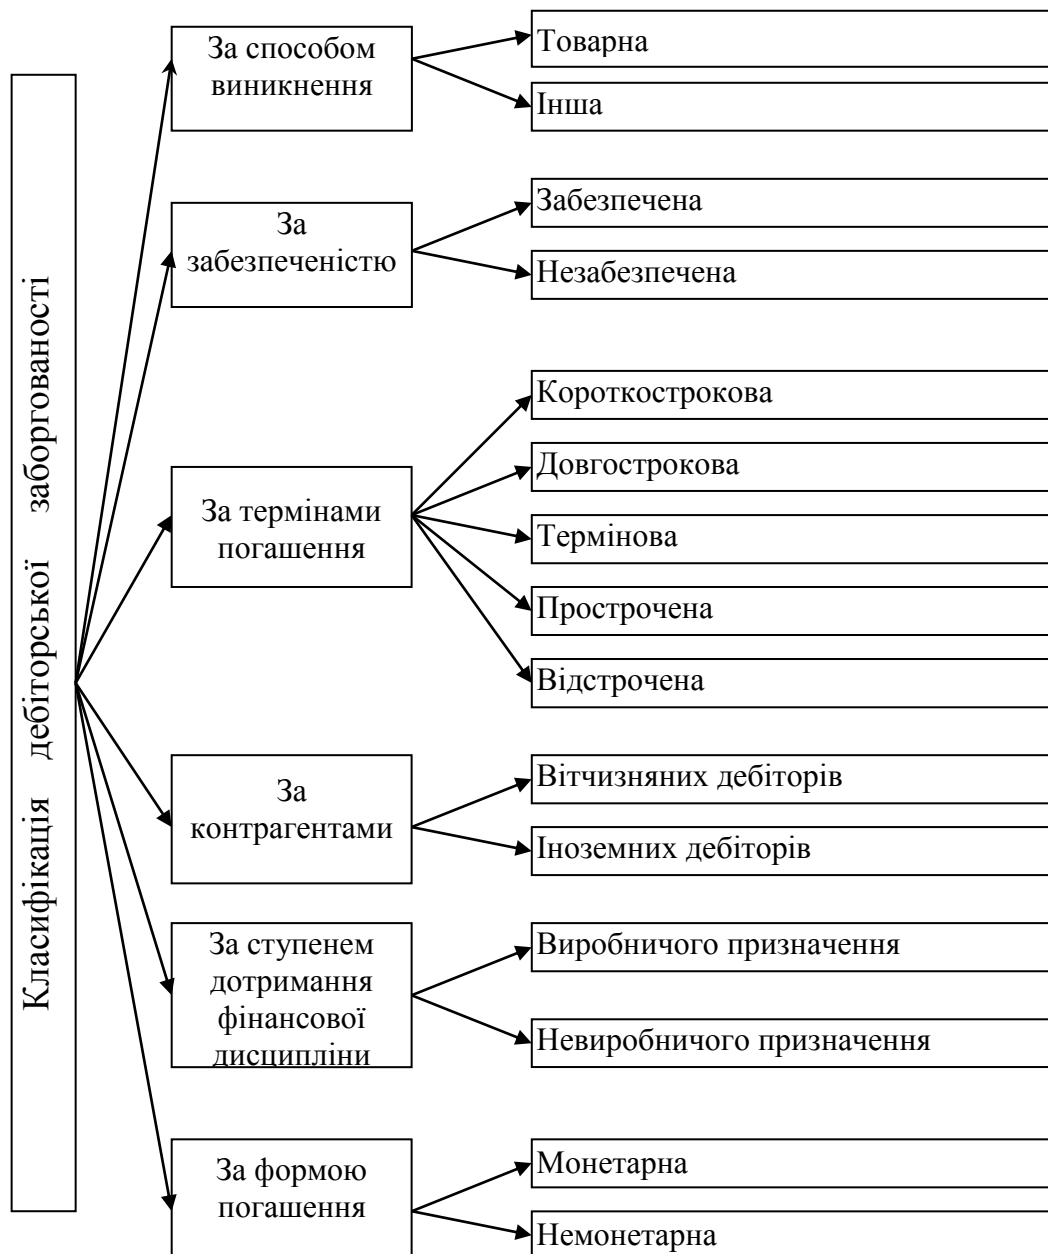 Класифікація дебіторської заборгованості
За способом
виникнення
Товарна
Інша
За
забезпеченістю
Забезпечена
Незабезпечена
За термінами
погашення
Короткострокова
Довгострокова
Термінова
Прострочена
Відстрочена
За
контрагентами
Вітчизняних дебіторів
Іноземних дебіторів
За ступенем
дотримання
фінансової
дисципліни
Виробничого призначення
Невиробничого призначення
За формою
погашення
Монетарна
Немонетарна